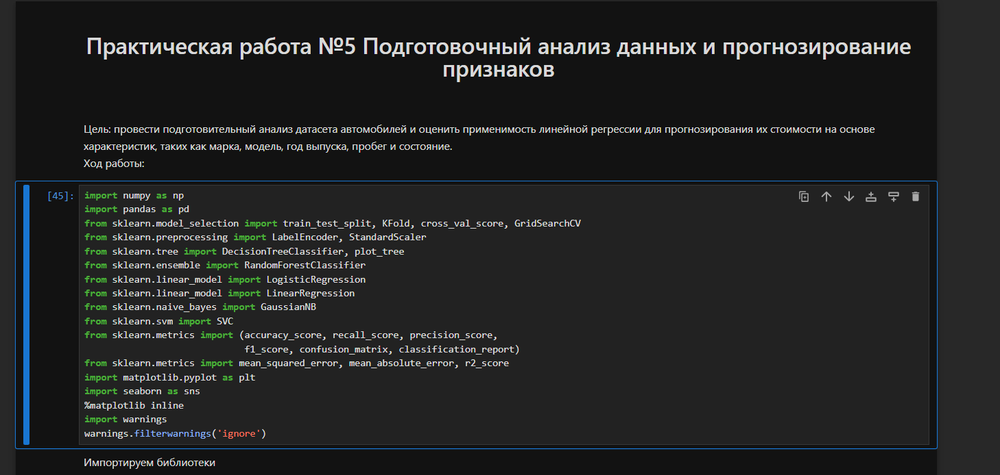 Практическая работа №5 Подготовочный анализ данных и прогнозирование
признаков
Цель: провести подготовительный анализ датасета автомобилей и оценить применимость линейной регрессии для прогнозирования их стоимости на основе
характеристик, таких как марка, модель, год выпуска, пробег и состояние.
Ход работы:
[45]:
import numpy as np
import pandas as pd
from sklearn.model_selection import train_test_split, KFold, cross_val_score, GridSearchCV
from sklearn.preprocessing import LabelEncoder, StandardScaler
from sklearn.tree import DecisionTreeClassifier, plot_tree
from sklearn.ensemble import RandomForestClassifier
from sklearn.linear_model import LogisticRegression
from sklearn.linear_model import LinearRegression
from sklearn.naive_bayes import GaussianNB
from sklearn.svm import SVC
from sklearn.metrics import (accuracy_score, recall_score, precision_score,
f1_score, confusion_matrix, classification_report)
from sklearn.metrics import mean_squared_error, mean_absolute_error, r2_score
import matplotlib.pyplot as plt
import seaborn as sns
%matplotlib inline
import warnings
warnings.filterwarnings('ignore')
Импортируем библиотеки